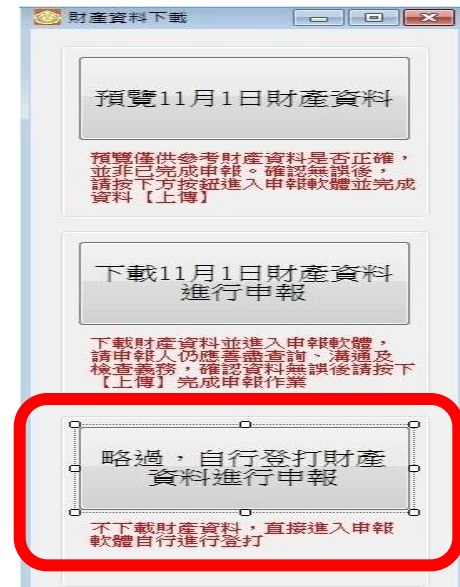 財產資料下載
預覽11月1日財產資料
預覽僅供參考財產資料是否正確，
並非已完成申報。確認無誤後，
請按下方按鈕進入申報軟體並完成
資料【上傳】
下載11月1日財產資料
進行申報
下載財產資料並進入申報軟體，
請申報人仍應善盡查詢、溝通及
檢查義務，確認資料無誤後請按下
【上傳】完成申報作業
略過，自行登打財產
資料進行申報
不下載財產資料，直接進入申報
軟體自行進行登打